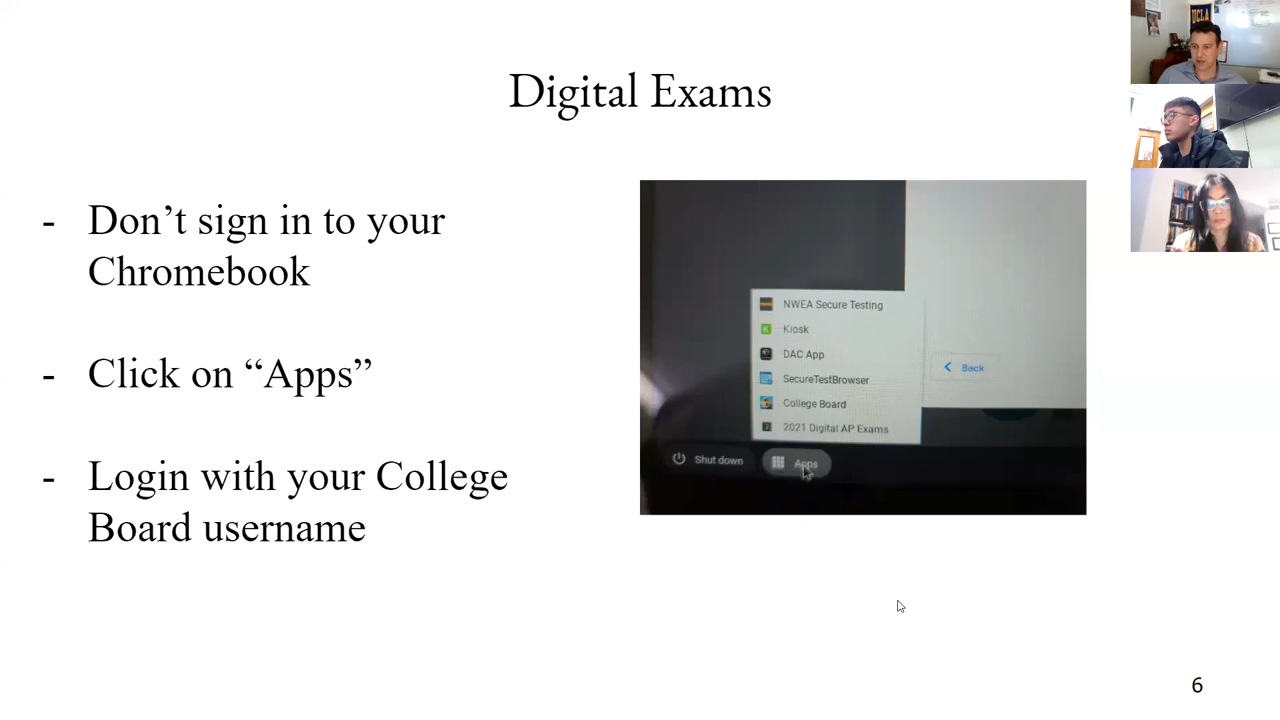 Digital Exams
- Don’t sign in to your
Chromebook
- Click on “Apps”
- Login with your College
Board username
NWEA Secure Testing
Kiosk
DAC App
SecureTestBrowser
College Board
2021 Digital AP Exams
Back
Shut down
Apps
UCLA
6